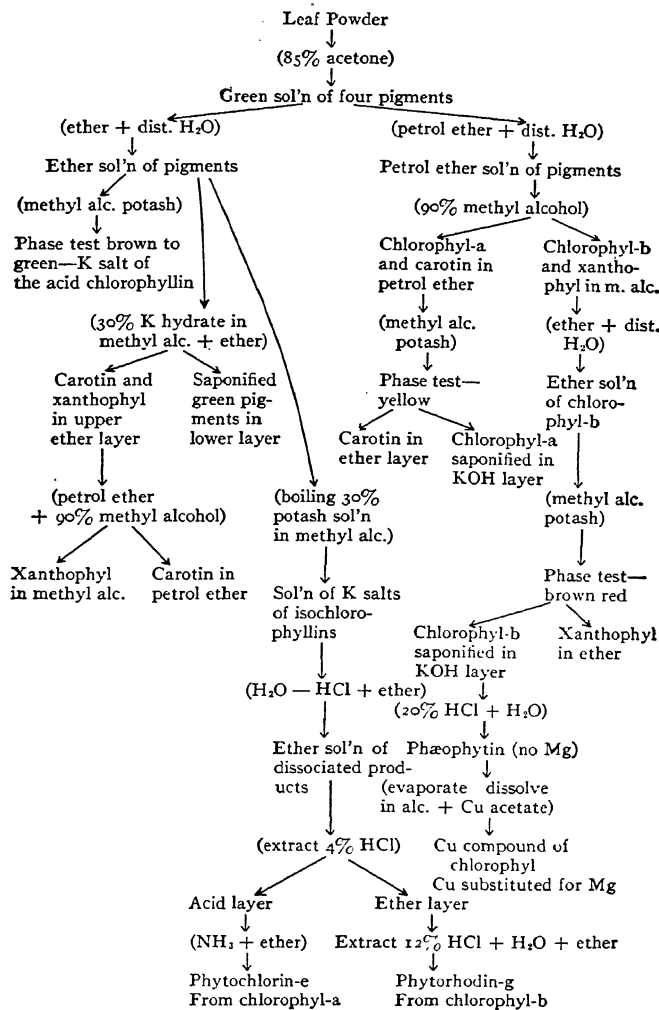 Leaf Powder
(85% acetone)
Green sol'n of four pigments
(ether + dist. H₂O)
Ether sol'n of pigments
(methyl alc. potash)
Phase test brown to
green—K salt of
the acid chlorophyllin
(30% K hydrate in
methyl alc. + ether)
Carotin and
xanthophyl
in upper
ether layer
Saponified
green pig-
ments in
lower layer
(petrol ether
+ 90% methyl alcohol)
Xanthophyl
in methyl alc.
Carotin in
petrol ether
(boiling 30%
potash sol'n
in methyl alc.)
Sol'n of K salts
of isochloro-
phyllins
(H₂O — HCl + ether)
Ether sol'n of
dissociated prod-
ucts
(extract 4% HCl)
Acid layer
(NH₃ + ether)
Phytochlorin-e
From chlorophyl-a
Ether layer
Extract 12% HCl + H₂O + ether
Phytorhodin-g
From chlorophyl-b
(petrol ether + dist. H₂O)
Petrol ether sol'n of pigments
(90% methyl alcohol)
Chlorophyl-a
and carotin in
petrol ether
(methyl alc.
potash)
Phase test—
yellow
Carotin in
ether layer
Chlorophyl-a
saponified in
KOH layer
Chlorophyl-b
and xantho-
phyl in m. alc.
(ether + dist.
H₂O)
Ether sol'n
of chloro-
phyl-b
(methyl alc.
potash)
Phase test—
brown red
Chlorophyl-b
saponified in
KOH layer
Xanthophyl
in ether
(20% HCl + H₂O)
Phæophytin (no Mg)
(evaporate dissolve
in alc. + Cu acetate)
Cu compound of
chlorophyl
Cu substituted for Mg